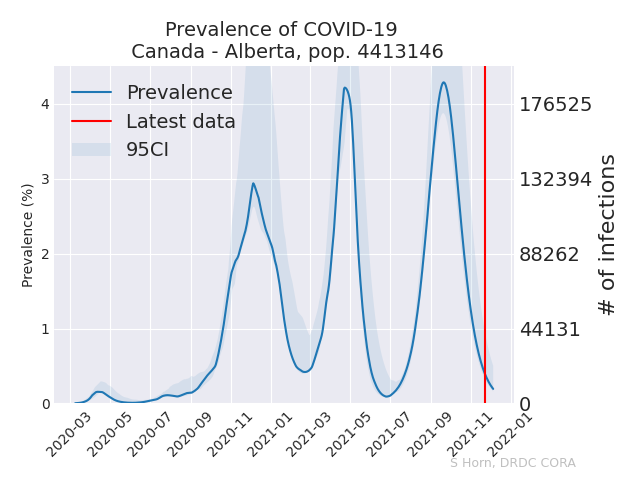 Prevalence of COVID-19
Canada - Alberta, pop. 4413146
Prevalence
Latest data
95CI
Prevalence (%)
4
3
2
1
0
176525
132394
88262
44131
0
# of infections
2020-03
2020-05
2020-07
2020-09
2020-11
2021-01
2021-03
2021-05
2021-07
2021-09
2021-11
2022-01
S Horn, DRDC CORA